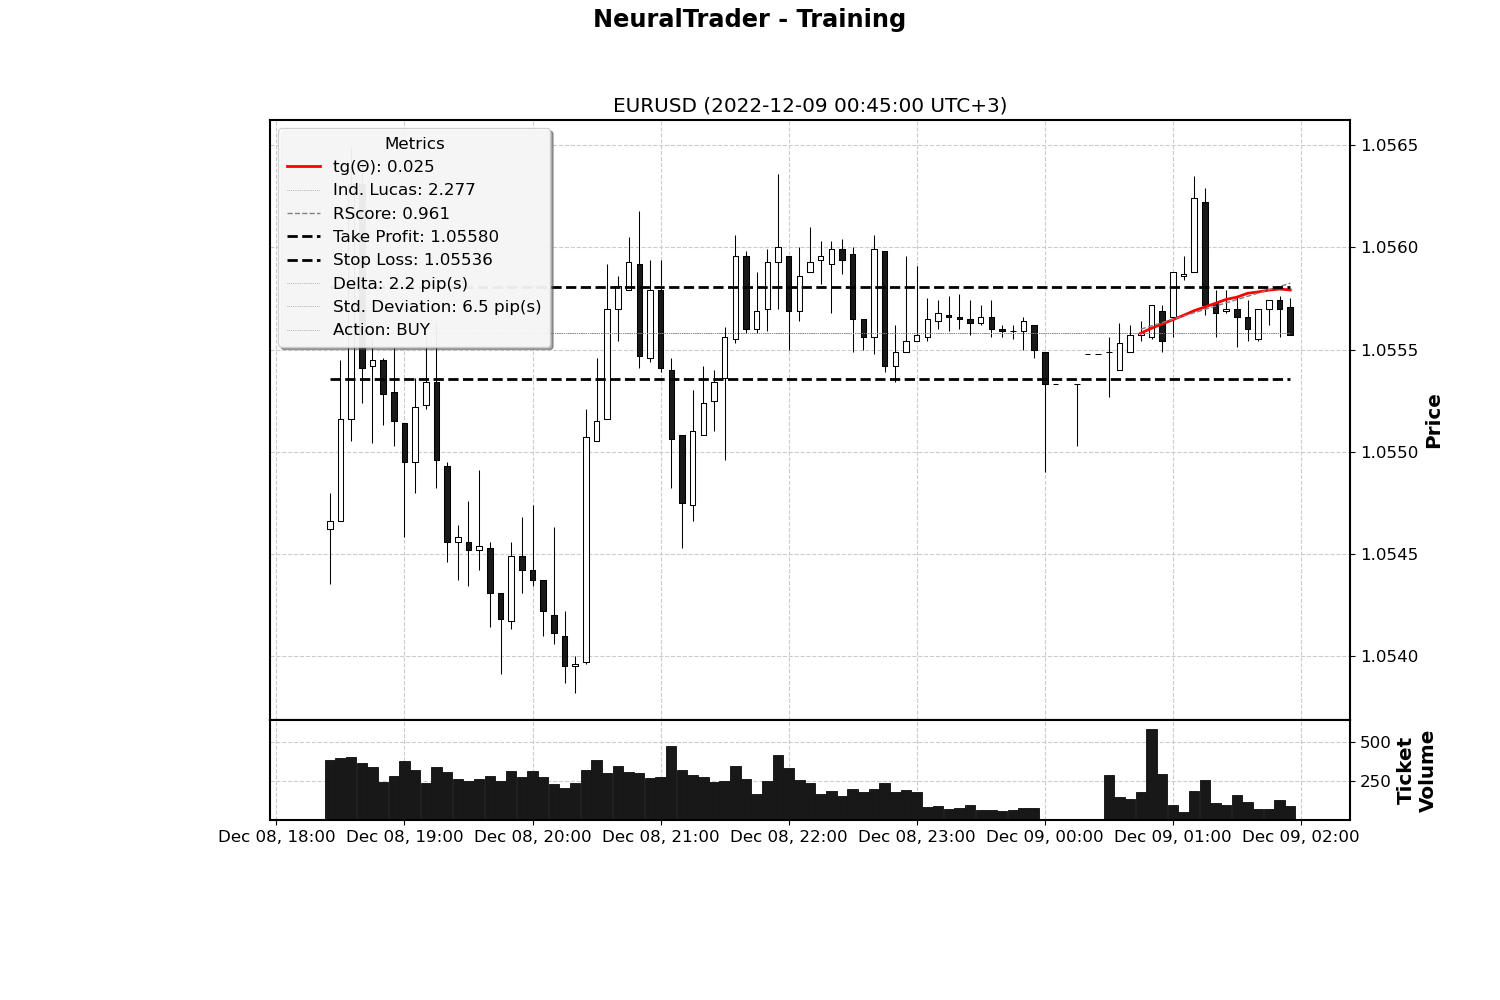 NeuralTrader - Training
EURUSD (2022-12-09 00:45:00 UTC+3)
Metrics
tg(Θ): 0.025
Ind. Lucas: 2.277
RScore: 0.961
Take Profit: 1.05580
Stop Loss: 1.05536
Delta: 2.2 pip(s)
Std. Deviation: 6.5 pip(s)
Action: BUY
1.0565
1.0560
1.0555
1.0550
1.0545
1.0540
Price
500
250
Ticket
Volume
Dec 08, 18:00
Dec 08, 19:00
Dec 08, 20:00
Dec 08, 21:00
Dec 08, 22:00
Dec 08, 23:00
Dec 09, 00:00
Dec 09, 01:00
Dec 09, 02:00